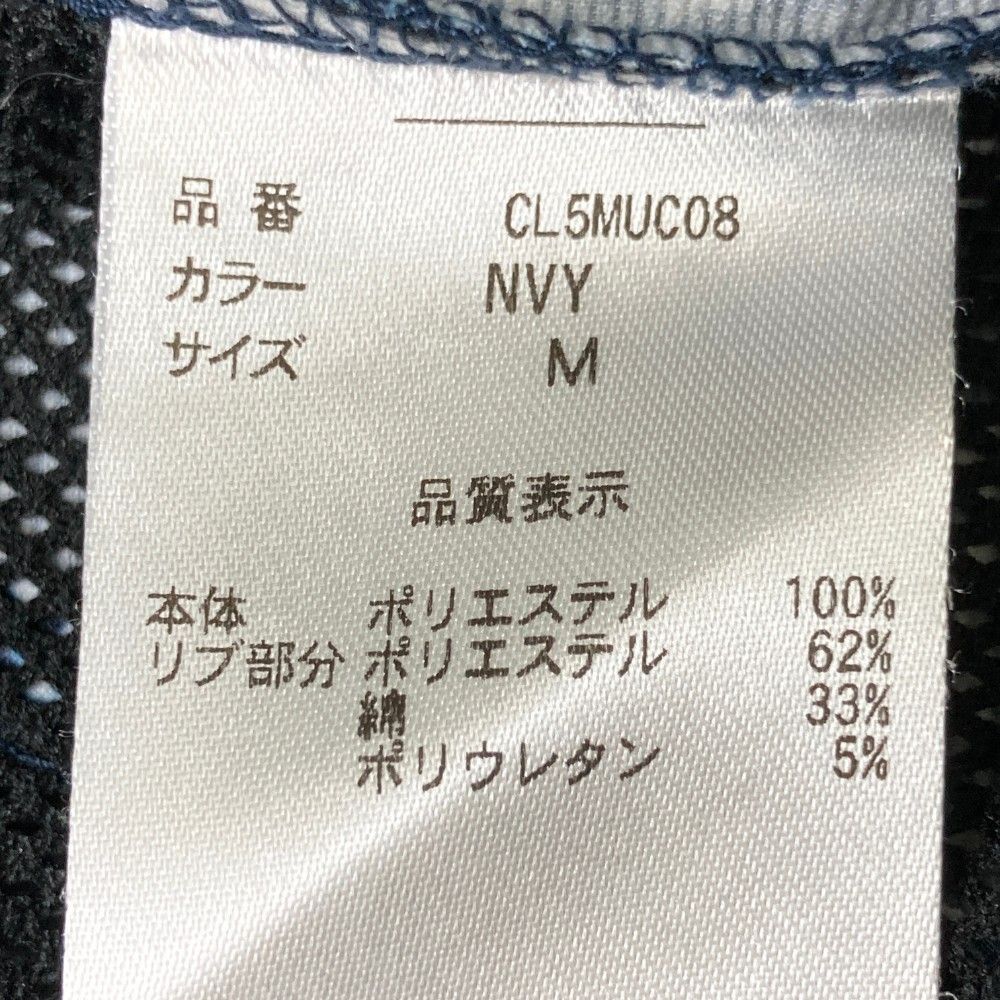 品番 CL5MUC08
カラー NVY
サイズ M
品質表示
本体 ポリエステル 100%
リブ部分 ポリエステル 62%
綿 33%
ポリウレタン 5%